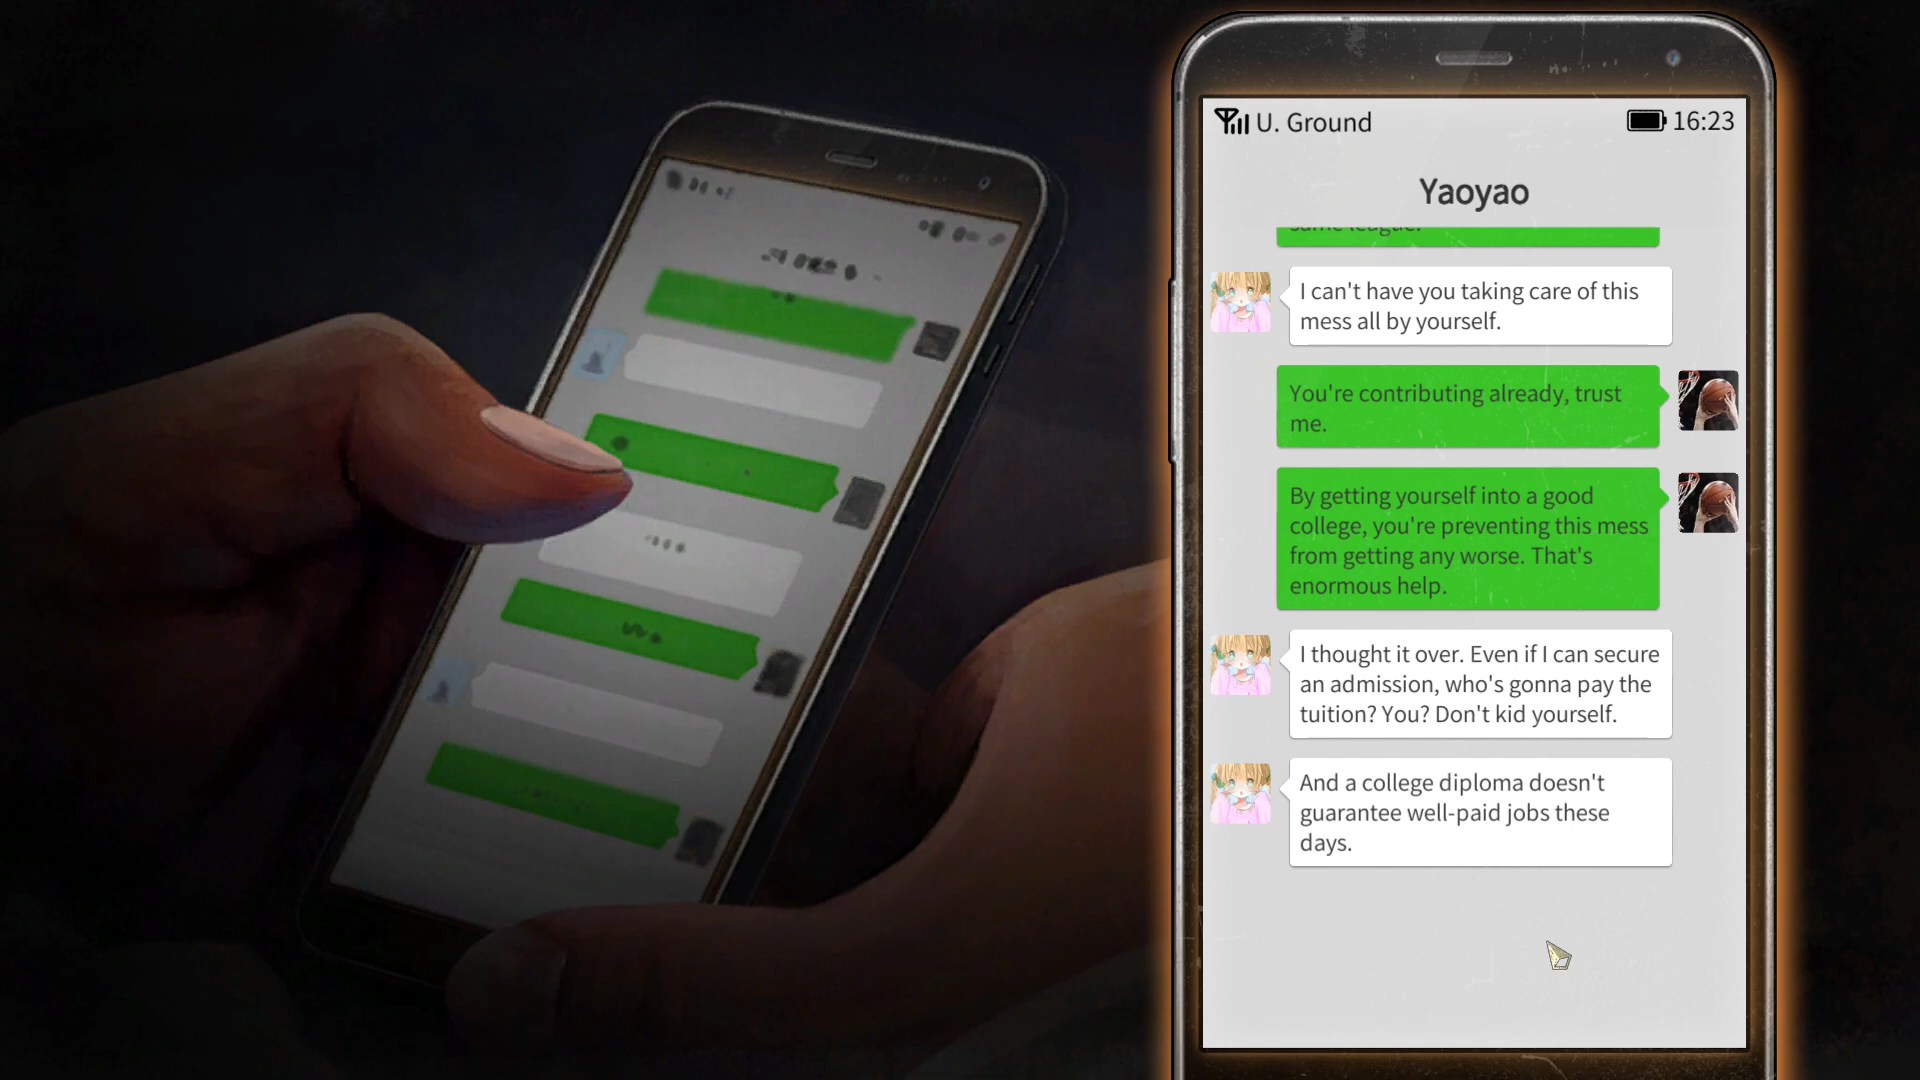 U. Ground
16:23
Yaoyao
same league.
I can't have you taking care of this
mess all by yourself.
You're contributing already, trust
me.
By getting yourself into a good
college, you're preventing this mess
from getting any worse. That's
enormous help.
I thought it over. Even if I can secure
an admission, who's gonna pay the
tuition? You? Don't kid yourself.
And a college diploma doesn't
guarantee well-paid jobs these
days.